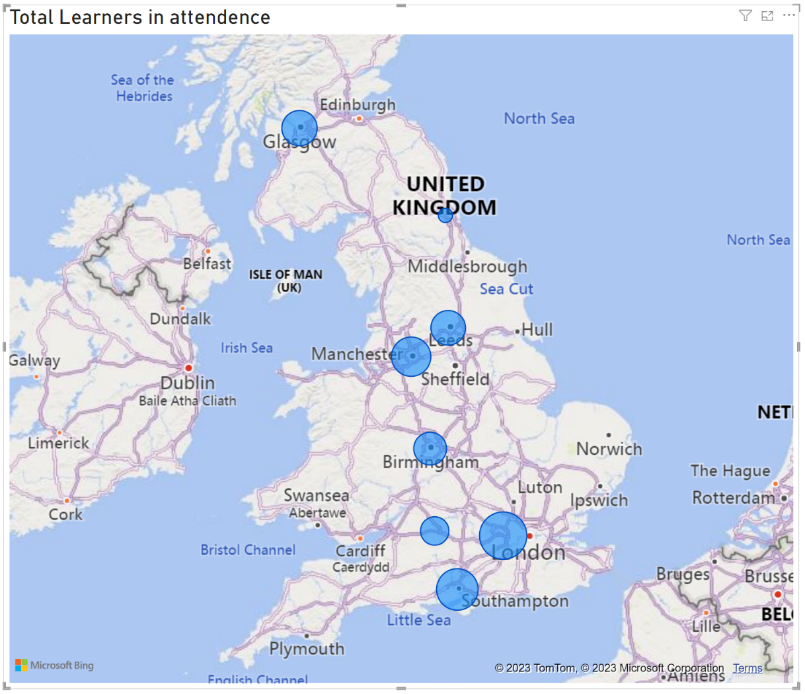 Total Learners in attendence
Sea of the
Hebrides
Edinburgh
North Sea
Glasgow
UNITED
KINGDOM
North Sea
Belfast
ISLE OF MAN
(UK)
Middlesbrough
Sea Cut
Dundalk
Irish Sea
Leeds
Hull
Galway
Manchester
Sheffield
Dublin
Baile Atha Cliath
NET
Limerick
Birmingham
Norwich
The Hague
Rotterdam
Swansea
Abertawe
Luton
Ipswich
Cork
Bristol Channel
Cardiff
Caerdydd
London
Bruges
Brusse
Southampton
Little Sea
BEL
Lille
Plymouth
Microsoft Bing
© 2023 TomTom, © 2023 Microsoft Corporation Terms
Amiens
English Channel